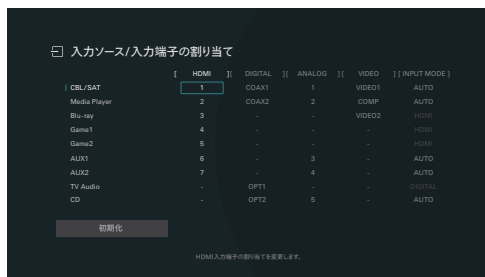 入力ソース/入力端子の割り当て
[ HDMI ][ DIGITAL ][ ANALOG ][ VIDEO ][ INPUT MODE ]
CBL/SAT 1 COAX1 1 VIDEO1 AUTO
Media Player 2 COAX2 2 COMP AUTO
Blu-ray 3 - - VIDEO2 HDMI
Game1 4 - - - HDMI
Game2 5 - - - HDMI
AUX1 6 - 3 - AUTO
AUX2 7 - 4 - AUTO
TV Audio - OPT1 - - DIGITAL
CD - OPT2 5 - AUTO
初期化
HDMI入力端子の割り当てを変更します。